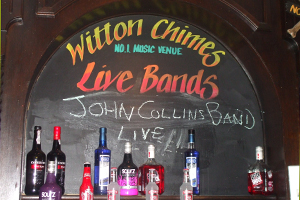 Witton Chimes
NO.1 MUSIC VENUE
Live Bands
JOHN COLLINS BAND
LIVE!!!